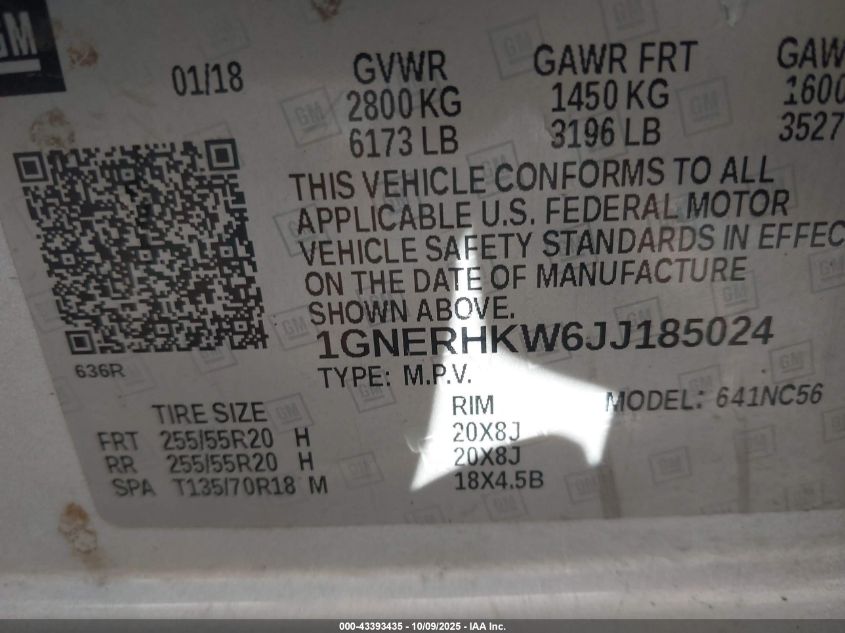 GM
01/18
GVWR GAWR FRT GAW
2800 KG 1450 KG 1600
6173 LB 3196 LB 3527
THIS VEHICLE CONFORMS TO ALL
APPLICABLE U.S. FEDERAL MOTOR
VEHICLE SAFETY STANDARDS IN EFFEC
ON THE DATE OF MANUFACTURE
SHOWN ABOVE.
1GNERHKW6JJ185024
636R
TYPE: M.P.V.
MODEL: 641NC56
TIRE SIZE RIM
FRT 255/55R20 H 20X8J
RR 255/55R20 H 20X8J
SPA T135/70R18 M 18X4.5B
000-43393435 - 10/09/2025 - IAA Inc.